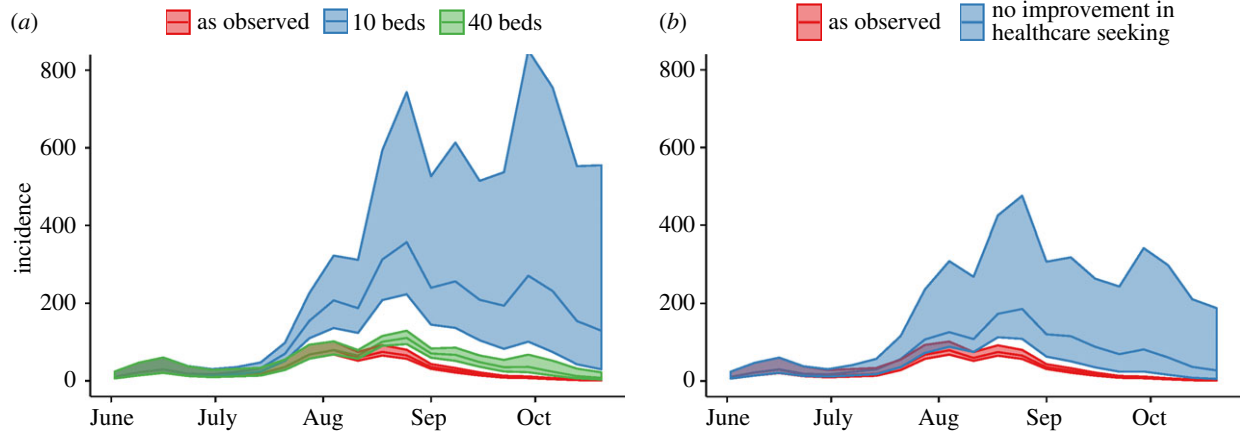 (a) as observed 10 beds 40 beds
800
600
400
200
0
incidence
June July Aug Sep Oct
(b) as observed no improvement in
healthcare seeking
800
600
400
200
0
June July Aug Sep Oct